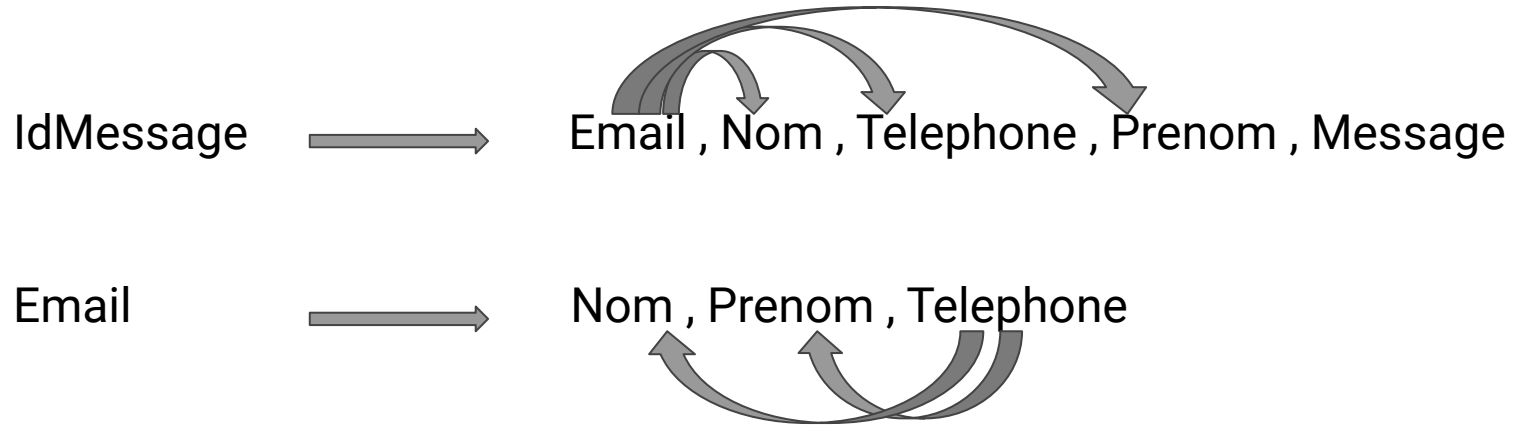 IdMessage Email , Nom , Telephone , Prenom , Message
Email Nom , Prenom , Telephone